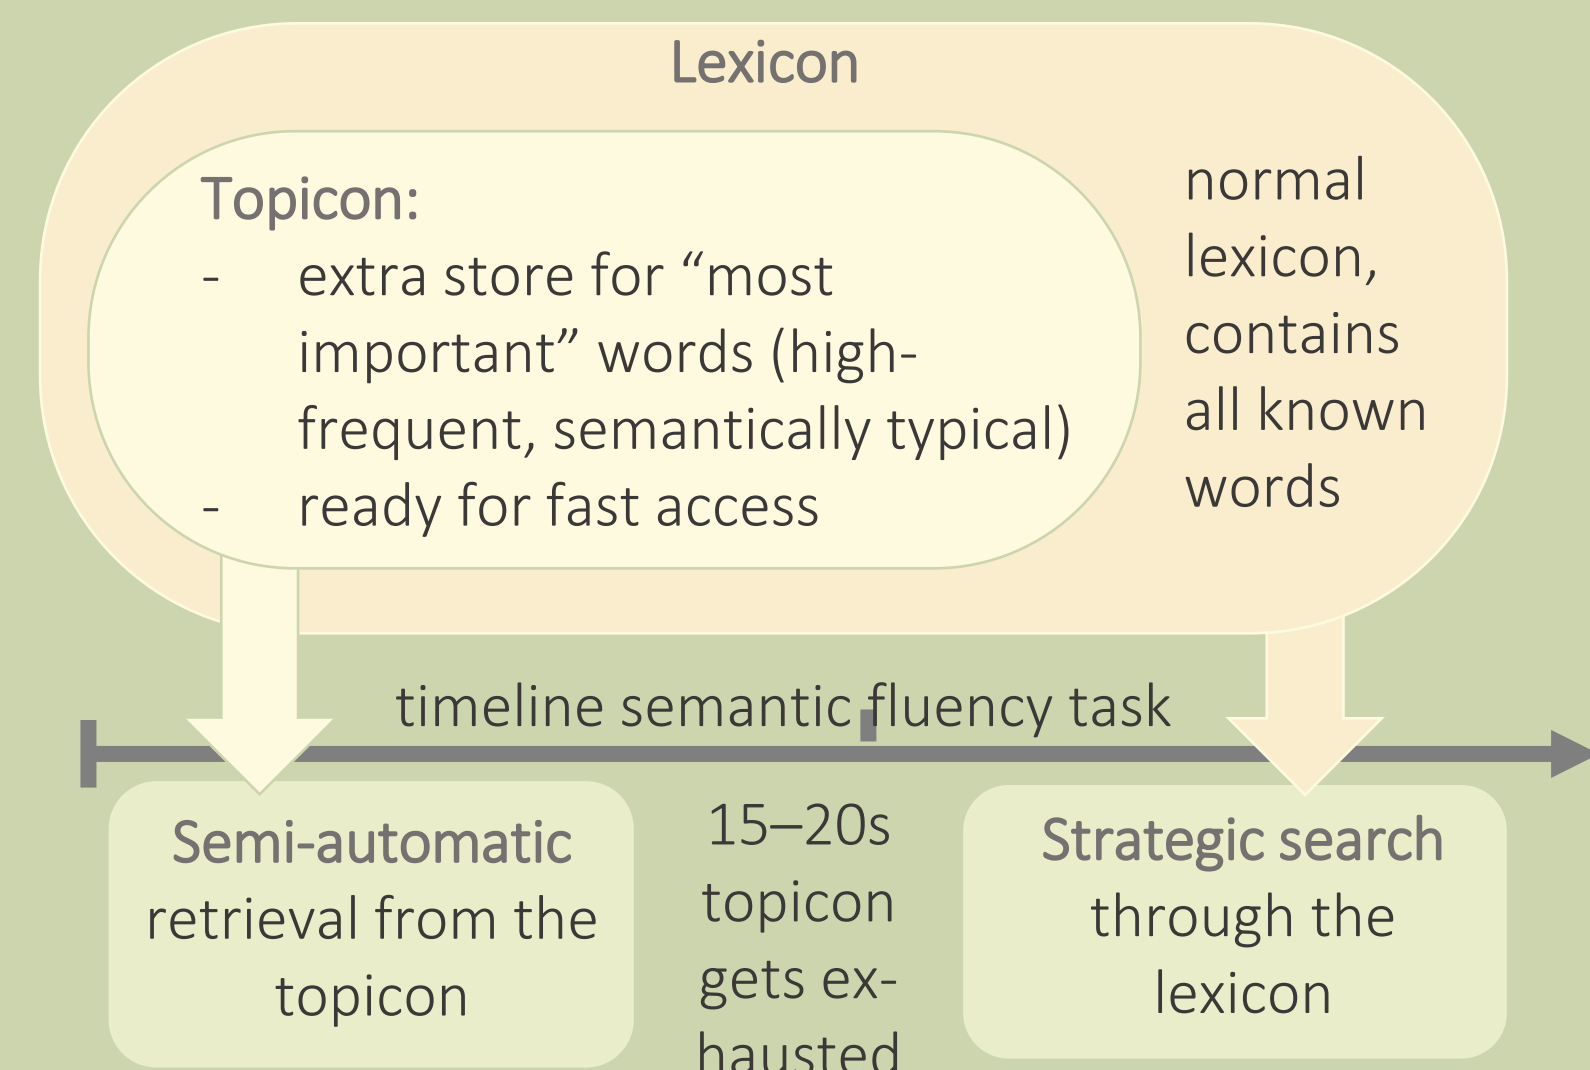 Lexicon
Topicon:
- extra store for “most
important” words (high-
frequent, semantically typical)
- ready for fast access
normal
lexicon,
contains
all known
words
timeline semantic fluency task
Semi-automatic
retrieval from the
topicon
15–20s
topicon
gets ex-
hausted
Strategic search
through the
lexicon